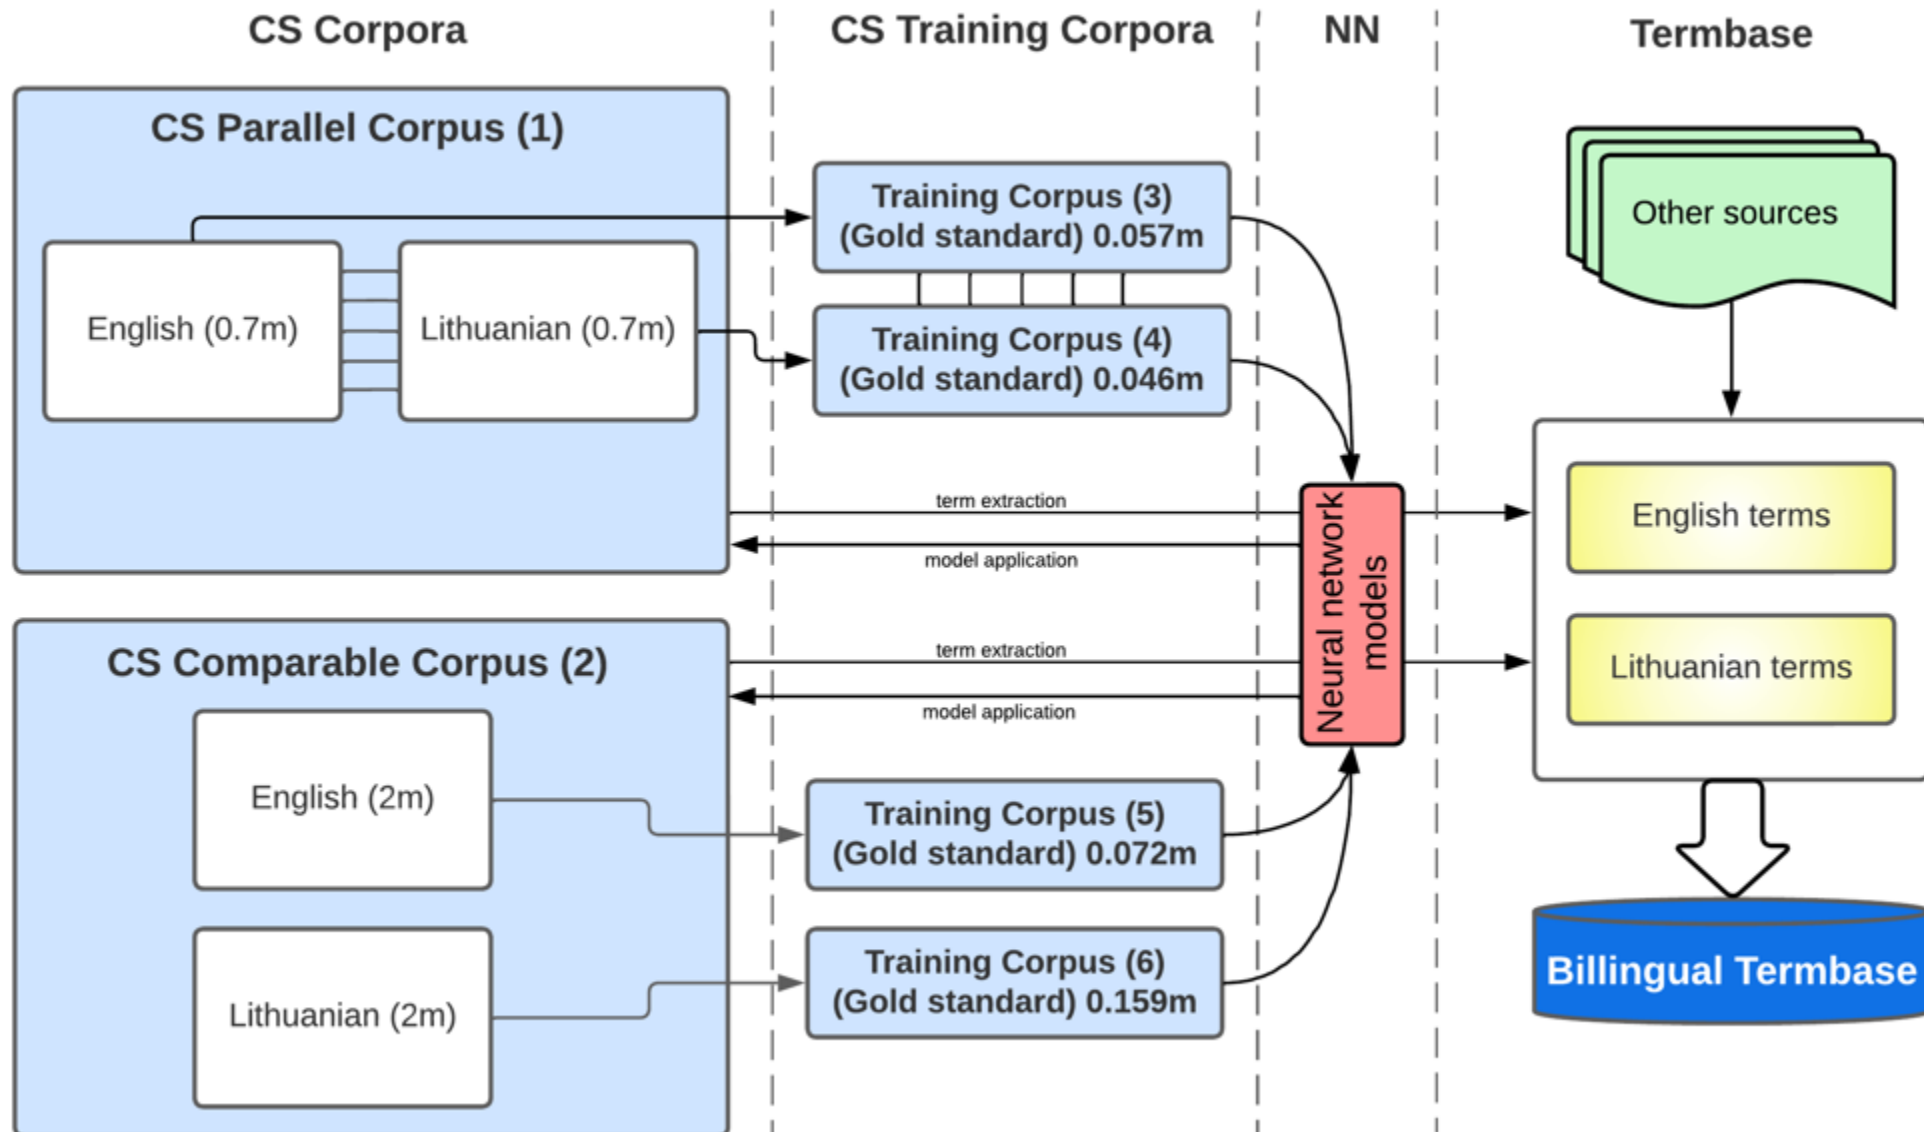 CS Corpora
CS Training Corpora
NN
Termbase
CS Parallel Corpus (1)
English (0.7m)
Lithuanian (0.7m)
Training Corpus (3)
(Gold standard) 0.057m
Training Corpus (4)
(Gold standard) 0.046m
Other sources
term extraction
model application
Neural network
models
English terms
Lithuanian terms
CS Comparable Corpus (2)
term extraction
model application
English (2m)
Lithuanian (2m)
Training Corpus (5)
(Gold standard) 0.072m
Training Corpus (6)
(Gold standard) 0.159m
Billingual Termbase